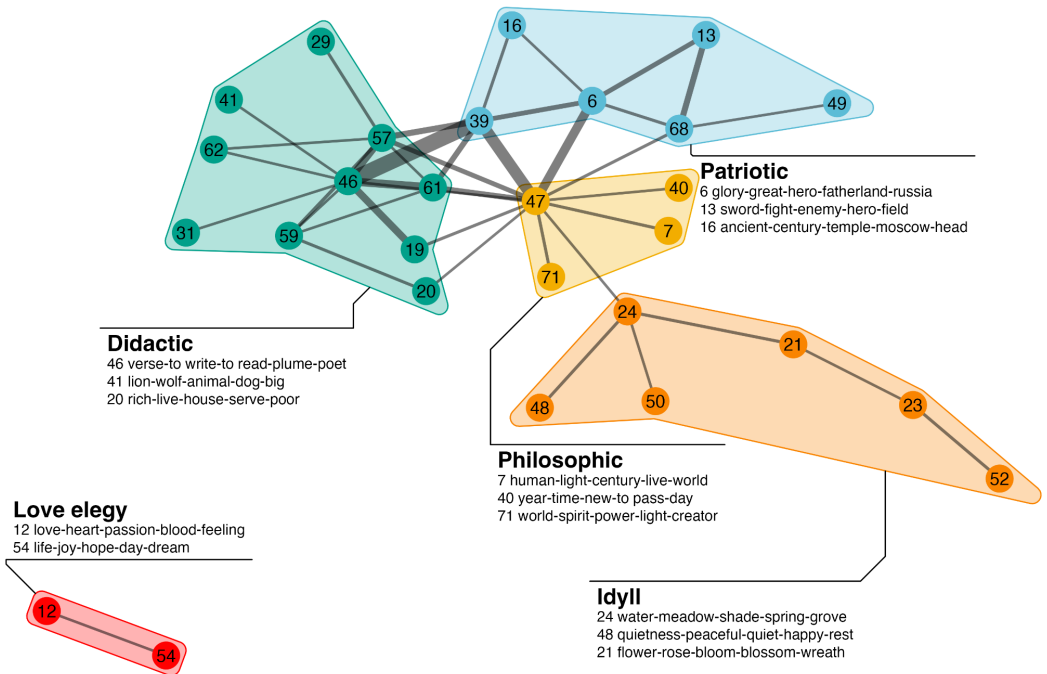 16
13
29
6
49
41
39
68
57
62
46
61
40
47
31
59
7
19
71
20
Patriotic
6 glory-great-hero-fatherland-russia
13 sword-fight-enemy-hero-field
16 ancient-century-temple-moscow-head
24
21
48
50
23
52
Didactic
46 verse-to write-to read-plume-poet
41 lion-wolf-animal-dog-big
20 rich-live-house-serve-poor
Philosophic
7 human-light-century-live-world
40 year-time-new-to pass-day
71 world-spirit-power-light-creator
Love elegy
12 love-heart-passion-blood-feeling
54 life-joy-hope-day-dream
12
54
Idyll
24 water-meadow-shade-spring-grove
48 quietness-peaceful-quiet-happy-rest
21 flower-rose-bloom-blossom-wreath